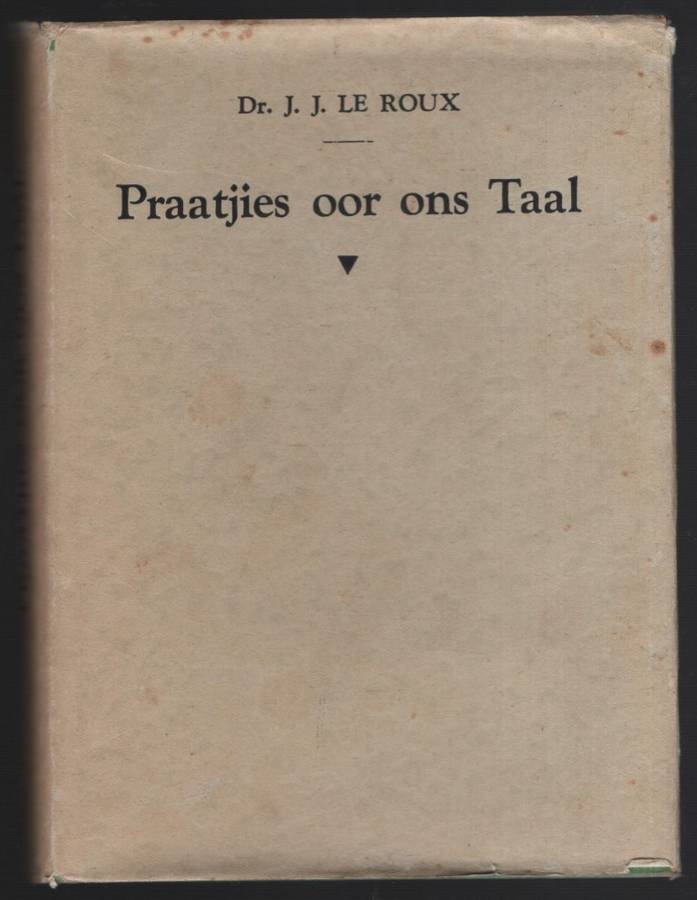 Dr. J. J. LE ROUX
Praatjies oor ons Taal